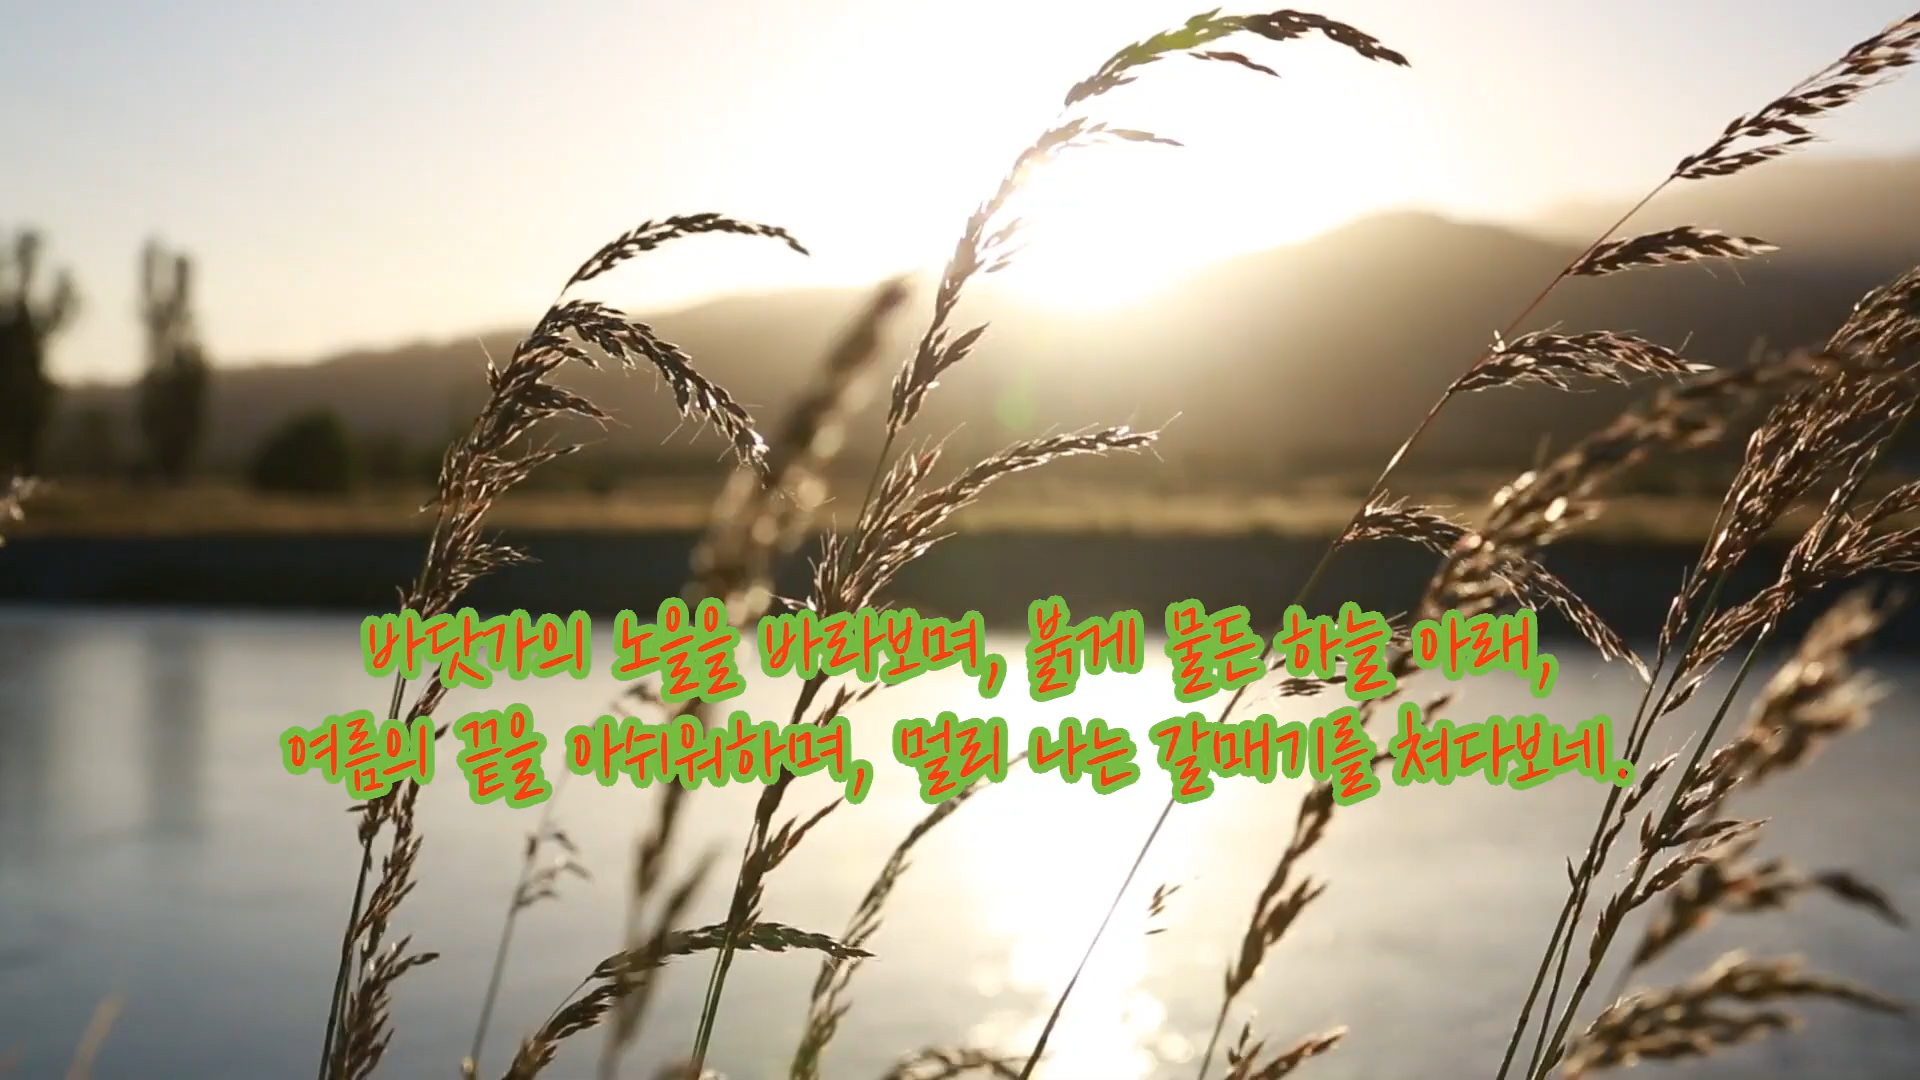 바닷가의 노을을 바라보며, 붉게 물든 하늘 아래,
여름의 끝을 아쉬워하며, 멀리 나는 갈매기를 쳐다보네.